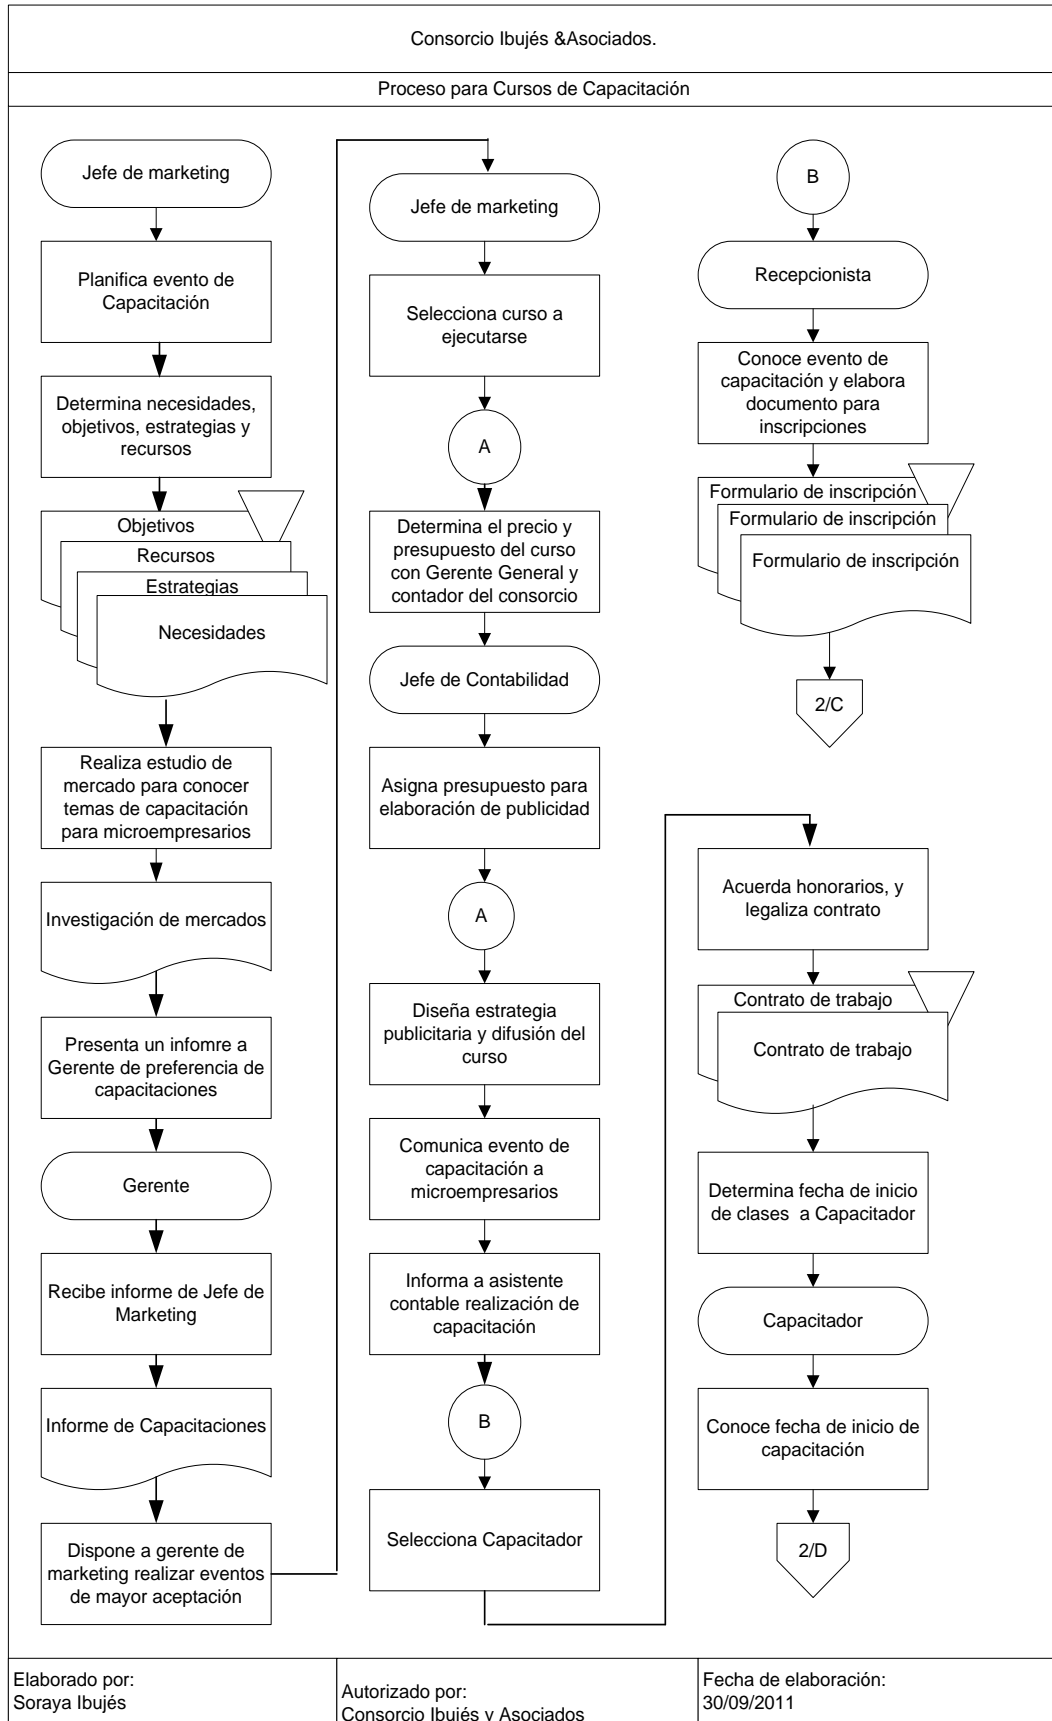 Consorcio Ibujés &Asociados.
Proceso para Cursos de Capacitación
Jefe de marketing
Planifica evento de
Capacitación
Determina necesidades,
objetivos, estrategias y
recursos
Objetivos
Recursos
Estrategias
Necesidades
Realiza estudio de
mercado para conocer
temas de capacitación
para microempresarios
Investigación de mercados
Presenta un infomre a
Gerente de preferencia de
capacitaciones
Gerente
Recibe informe de Jefe de
Marketing
Informe de Capacitaciones
Dispone a gerente de
marketing realizar eventos
de mayor aceptación
Jefe de marketing
Selecciona curso a
ejecutarse
A
Determina el precio y
presupuesto del curso
con Gerente General y
contador del consorcio
Jefe de Contabilidad
Asigna presupuesto para
elaboración de publicidad
A
Diseña estrategia
publicitaria y difusión del
curso
Comunica evento de
capacitación a
microempresarios
Informa a asistente
contable realización de
capacitación
B
Selecciona Capacitador
B
Recepcionista
Conoce evento de
capacitación y elabora
documento para
inscripciones
Formulario de inscripción
Formulario de inscripción
Formulario de inscripción
2/C
Acuerda honorarios, y
legaliza contrato
Contrato de trabajo
Contrato de trabajo
Determina fecha de inicio
de clases  a Capacitador
Capacitador
Conoce fecha de inicio de
capacitación
2/D
Elaborado por:
Soraya Ibujés
Autorizado por:
Consorcio Ibujés y Asociados
Fecha de elaboración:
30/09/2011